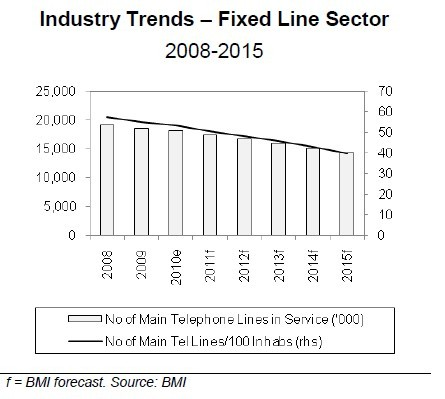 Industry Trends – Fixed Line Sector
2008-2015
25,000
20,000
15,000
10,000
5,000
0
70
60
50
40
30
20
10
0
2008
2009
2010e
2011f
2012f
2013f
2014f
2015f
No of Main Telephone Lines in Service ('000)
No of Main Tel Lines/100 Inhabs (rhs)
f = BMI forecast. Source: BMI